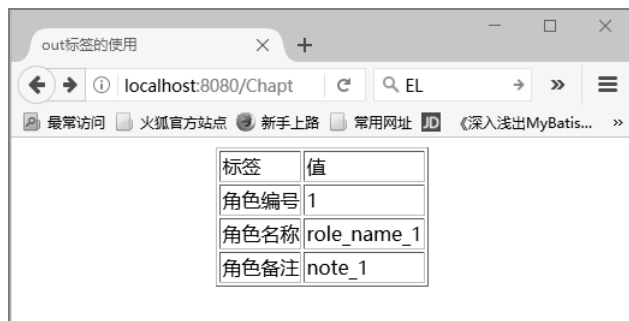 out标签的使用
localhost:8080/Chapt
EL
最常访问 火狐官方站点 新手上路 常用网址 JD 《深入浅出MyBatis...
标签 值
角色编号 1
角色名称 role_name_1
角色备注 note_1